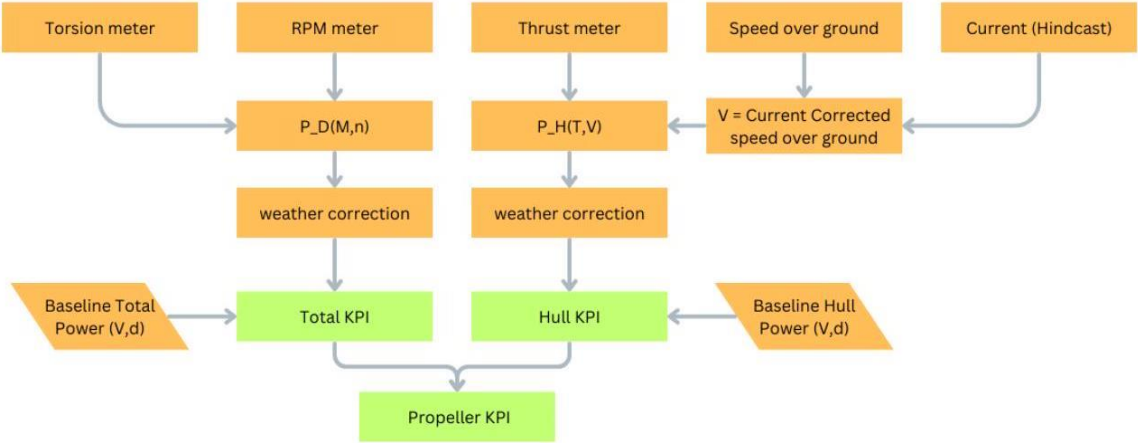 Torsion meter
RPM meter
Thrust meter
Speed over ground
Current (Hindcast)
P_D(M,n)
P_H(T,V)
V = Current Corrected
speed over ground
weather correction
weather correction
Baseline Total
Power (V,d)
Total KPI
Hull KPI
Baseline Hull
Power (V,d)
Propeller KPI